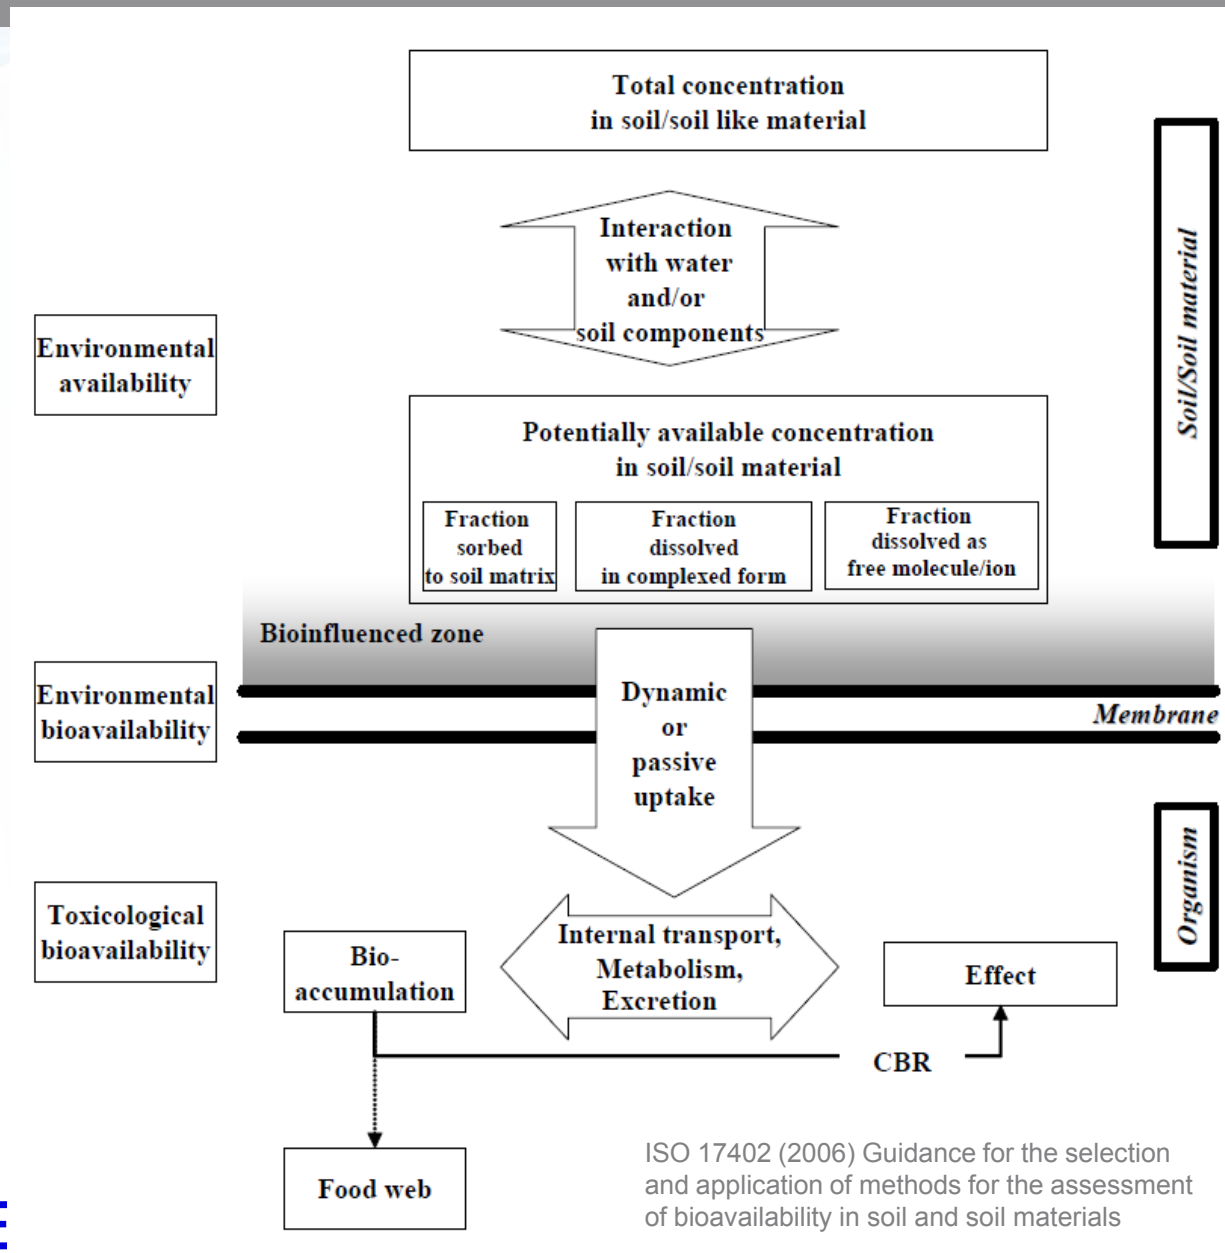 Total concentration
in soil/soil like material
Interaction
with water
and/or
soil components
Soil/Soil material
Environmental
availability
Potentially available concentration
in soil/soil material
Fraction
sorbed
to soil matrix
Fraction
dissolved
in complexed form
Fraction
dissolved as
free molecule/ion
Bioinfluenced zone
Environmental
bioavailability
Dynamic
or
passive
uptake
Membrane
Organism
Toxicological
bioavailability
Bio-
accumulation
Internal transport,
Metabolism,
Excretion
Effect
CBR
Food web
ISO 17402 (2006) Guidance for the selection
and application of methods for the assessment
of bioavailability in soil and soil materials